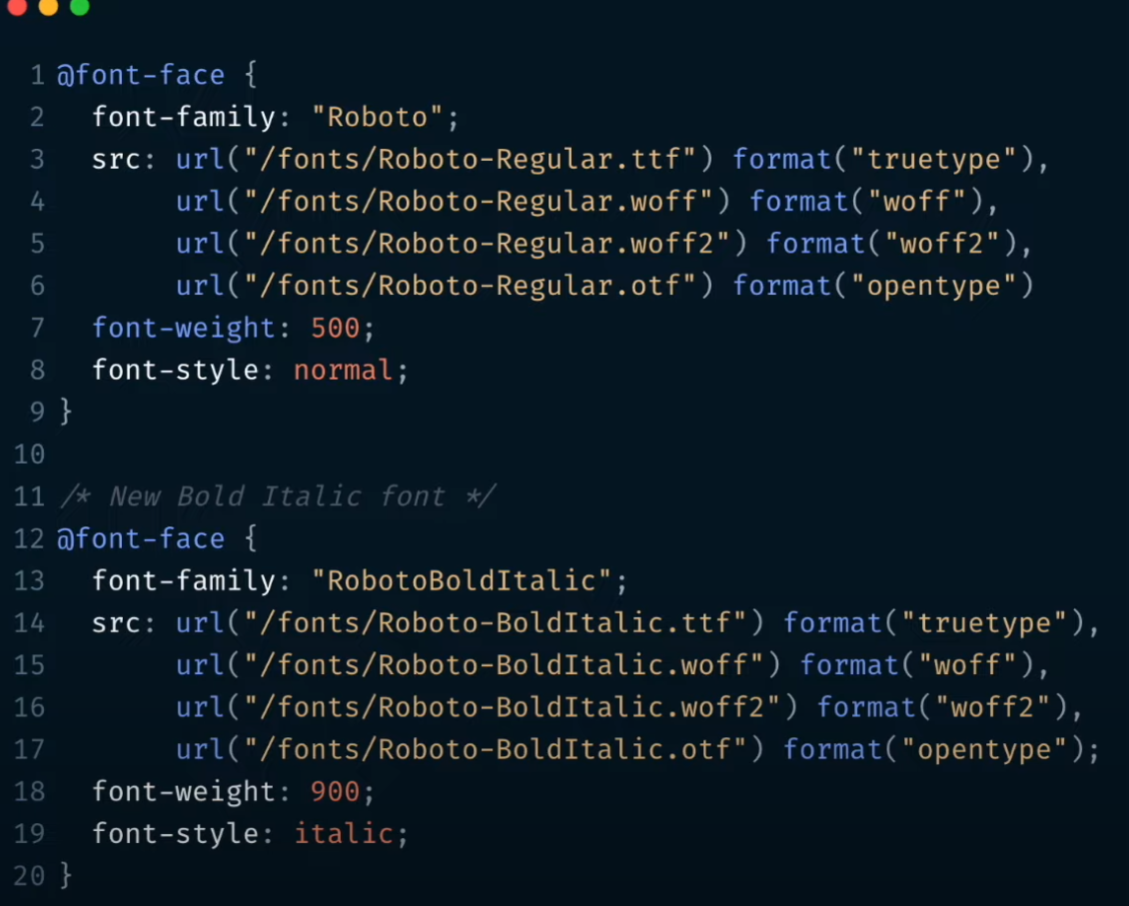 1 @font-face {
2 font-family: "Roboto";
3 src: url("/fonts/Roboto-Regular.ttf") format("truetype"),
4 url("/fonts/Roboto-Regular.woff") format("woff"),
5 url("/fonts/Roboto-Regular.woff2") format("woff2"),
6 url("/fonts/Roboto-Regular.otf") format("opentype")
7 font-weight: 500;
8 font-style: normal;
9 }
10
11 /* New Bold Italic font */
12 @font-face {
13 font-family: "RobotoBoldItalic";
14 src: url("/fonts/Roboto-BoldItalic.ttf") format("truetype"),
15 url("/fonts/Roboto-BoldItalic.woff") format("woff"),
16 url("/fonts/Roboto-BoldItalic.woff2") format("woff2"),
17 url("/fonts/Roboto-BoldItalic.otf") format("opentype");
18 font-weight: 900;
19 font-style: italic;
20 }